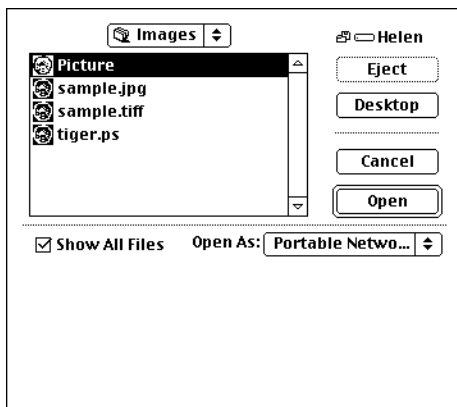 Images
Helen
Picture
sample.jpg
sample.tiff
tiger.ps
Eject
Desktop
Cancel
Open
Show All Files
Open As: Portable Netwo...